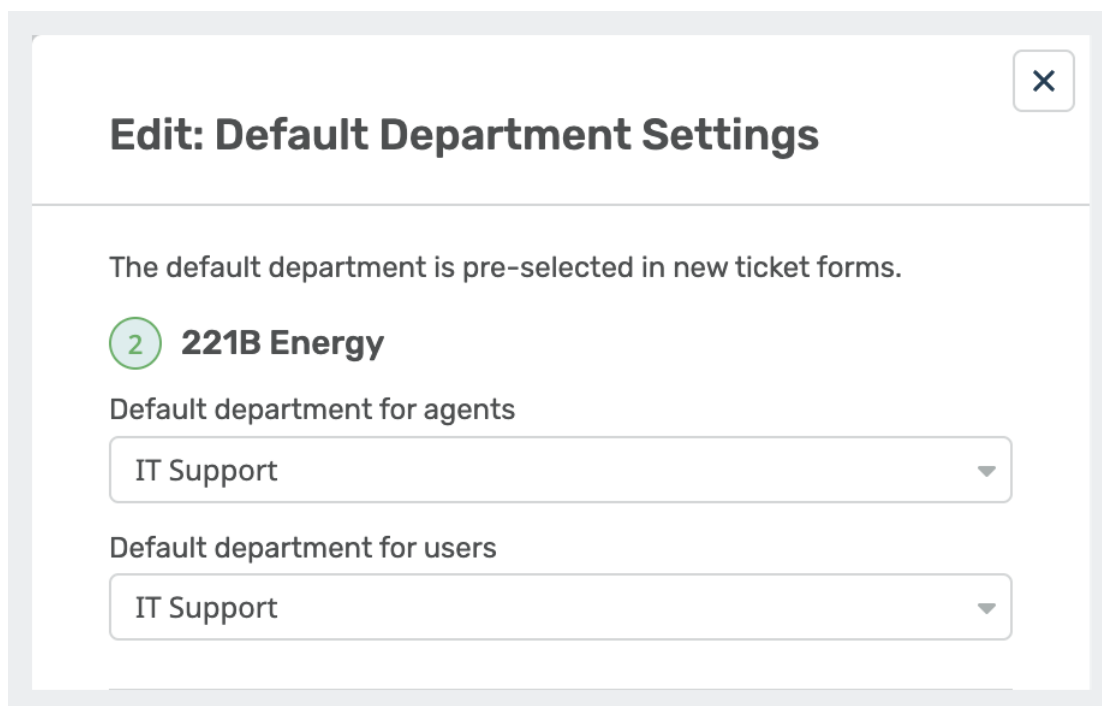 Edit: Default Department Settings
The default department is pre-selected in new ticket forms.
2 221B Energy
Default department for agents
IT Support
Default department for users
IT Support